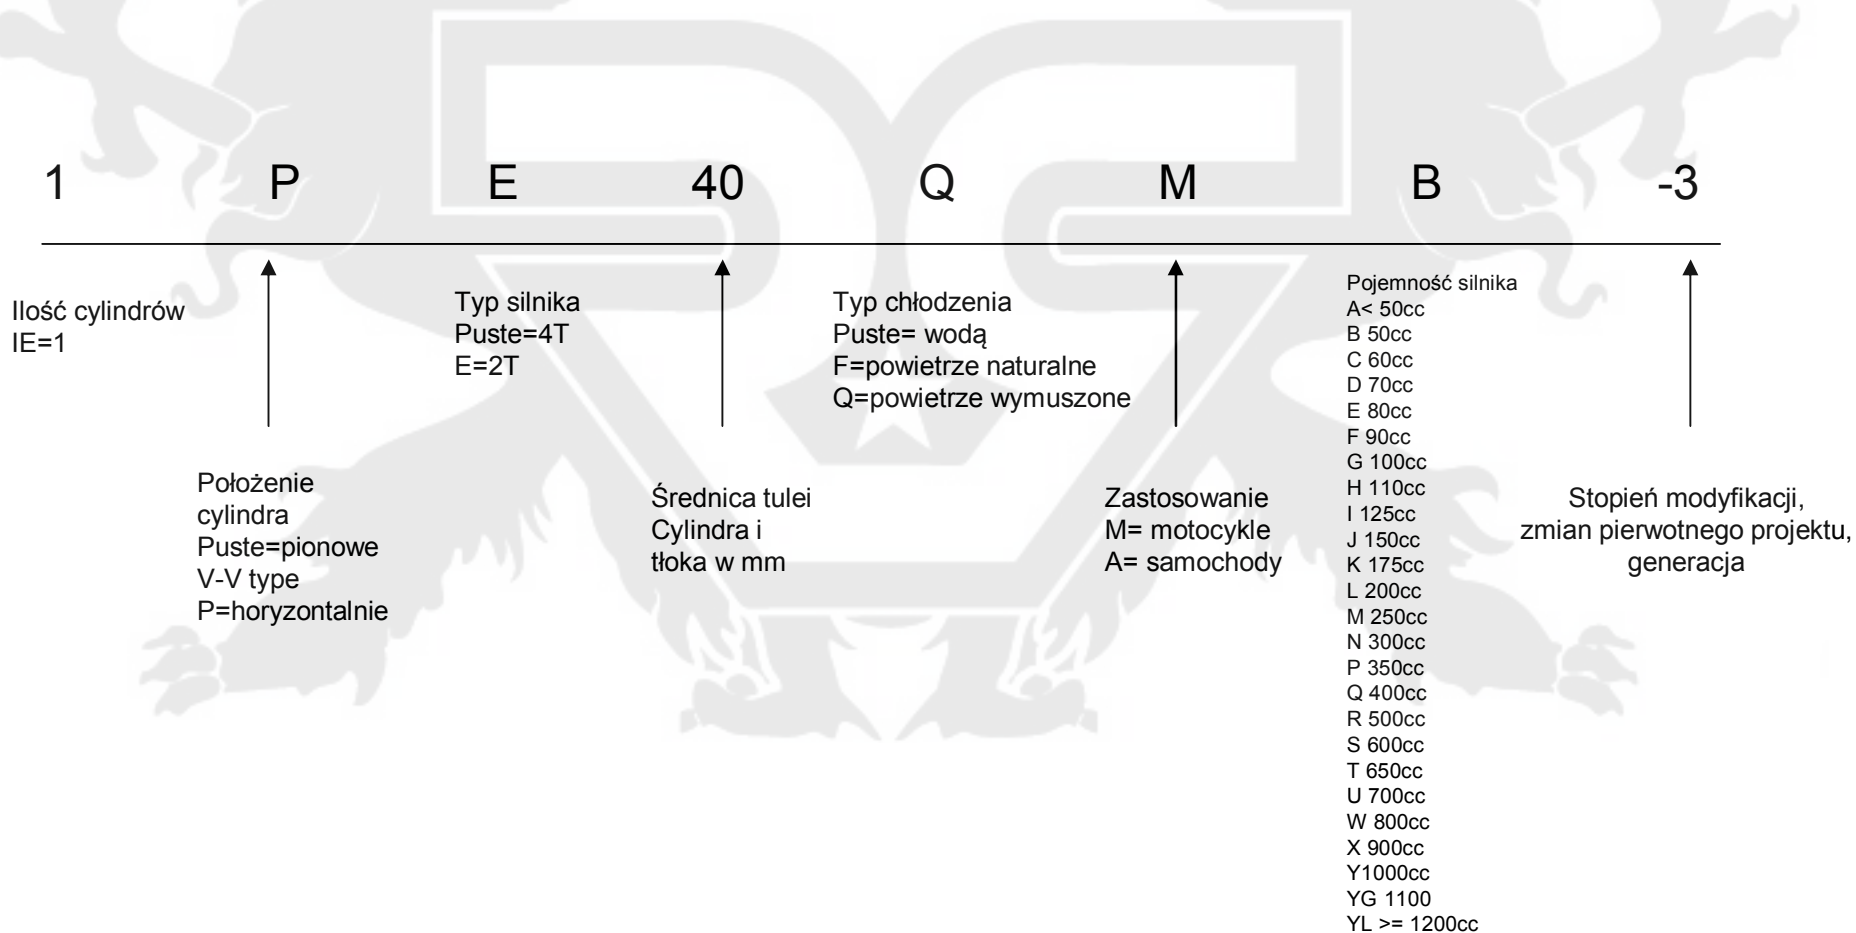 1 P E 40 Q M B -3
Ilość cylindrów
IE=1
Położenie
cylindra
Puste=pionowe
V-V type
P=horyzontalnie
Typ silnika
Puste=4T
E=2T
Średnica tulei
Cylindra i
tłoka w mm
Typ chłodzenia
Puste= wodą
F=powietrze naturalne
Q=powietrze wymuszone
Zastosowanie
M= motocykle
A= samochody
Pojemność silnika
A< 50cc
B 50cc
C 60cc
D 70cc
E 80cc
F 90cc
G 100cc
H 110cc
I 125cc
J 150cc
K 175cc
L 200cc
M 250cc
N 300cc
P 350cc
Q 400cc
R 500cc
S 600cc
T 650cc
U 700cc
W 800cc
X 900cc
Y1000cc
YG 1100
YL >= 1200cc
Stopień modyfikacji,
zmian pierwotnego projektu,
generacja